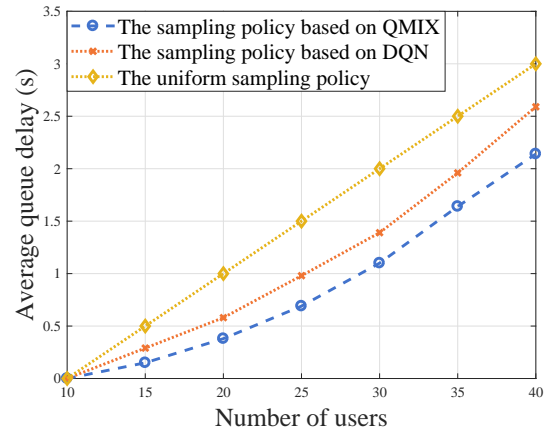 The sampling policy based on QMIX
The sampling policy based on DQN
The uniform sampling policy
3.5
3
2.5
2
1.5
1
0.5
0
Average queue delay (s)
10 15 20 25 30 35 40
Number of users